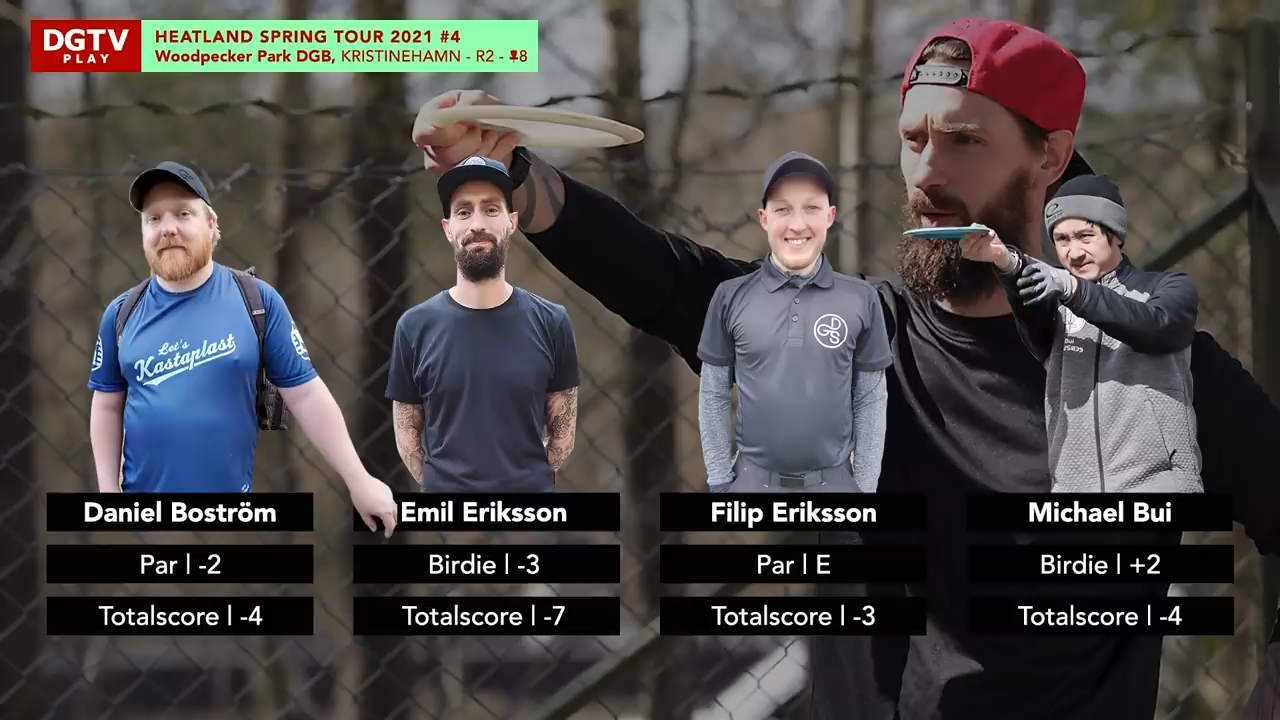 DGTV
PLAY
HEATLAND SPRING TOUR 2021 #4
Woodpecker Park DGB, KRISTINEHAMN - R2 - 8
Let's
Kastaplast
DGS
Bui
Daniel Boström
Emil Eriksson
Filip Eriksson
Michael Bui
Par | -2
Birdie | -3
Par | E
Birdie | +2
Totalscore | -4
Totalscore | -7
Totalscore | -3
Totalscore | -4